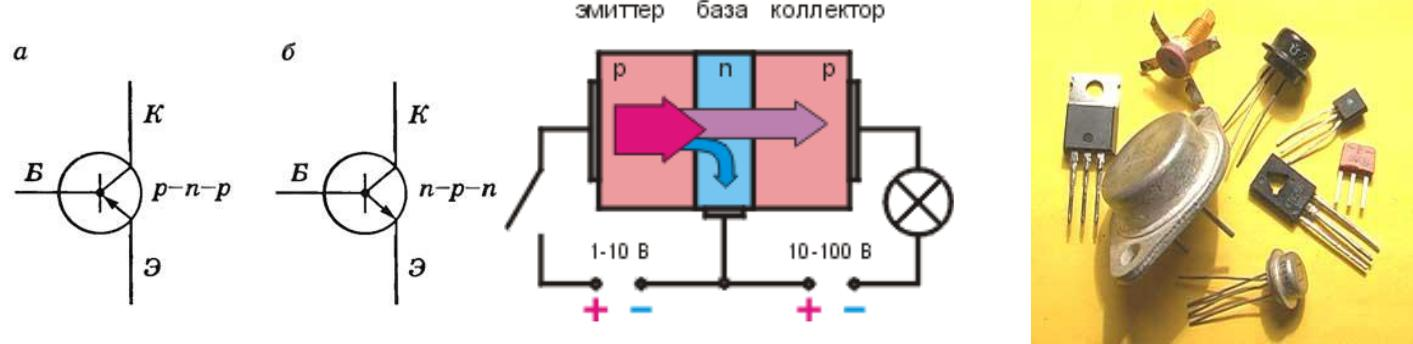 а
К
Б
p–n–p
Э
б
К
Б
n–p–n
Э
эмиттер база коллектор
p n p
1-10 В 10-100 В
+ − + −